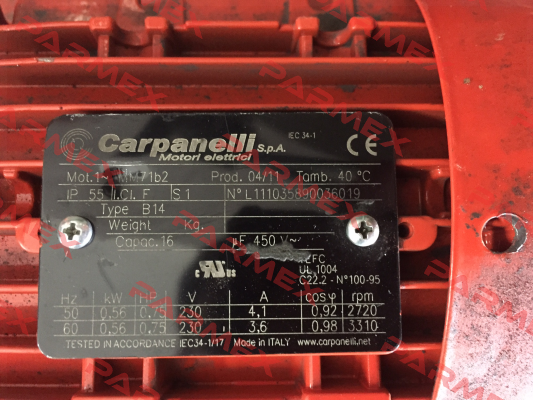 Carpanelli S.p.A.
Motori elettrici
IEC 34-1
CE
Mot.1~ MM71b2 Prod. 04/11 Tamb. 40 °C
IP 55 I.Cl. F S1 N° L111035890036019
Type B14
Weight Kg.
Capac. 16 µF 450 V~
UL 1004
C22.2 - N°100-95
Hz kW HP V A cosφ rpm
50 0,56 0,75 230 4,1 0,92 2720
60 0,56 0,75 230 3,6 0,98 3310
TESTED IN ACCORDANCE IEC34-1/17 Made in ITALY www.carpanelli.net
PARMEX